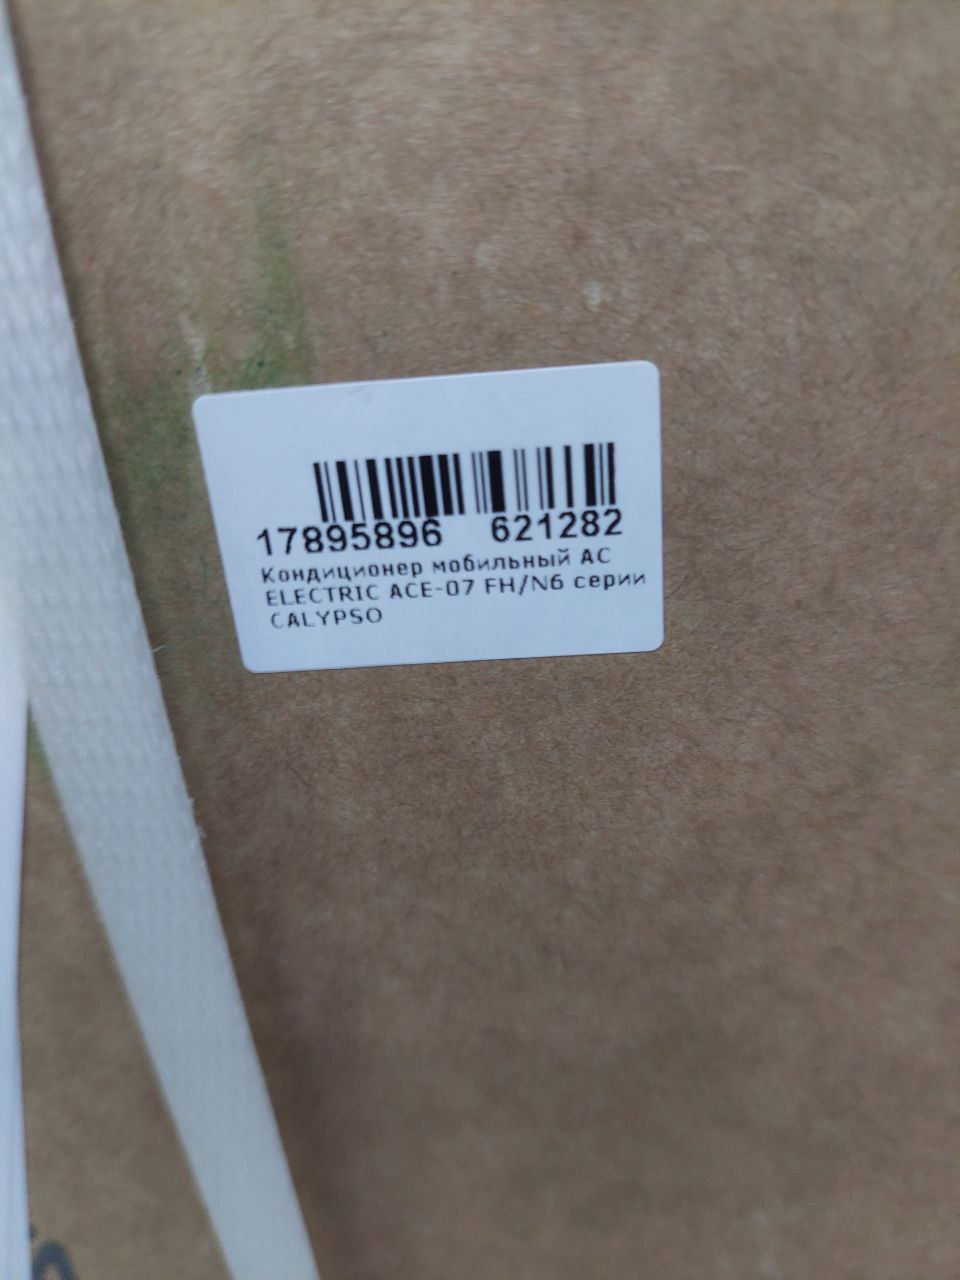 17895896 621282
Кондиционер мобильный AC
ELECTRIC ACE-07 FH/N6 серии
CALYPSO